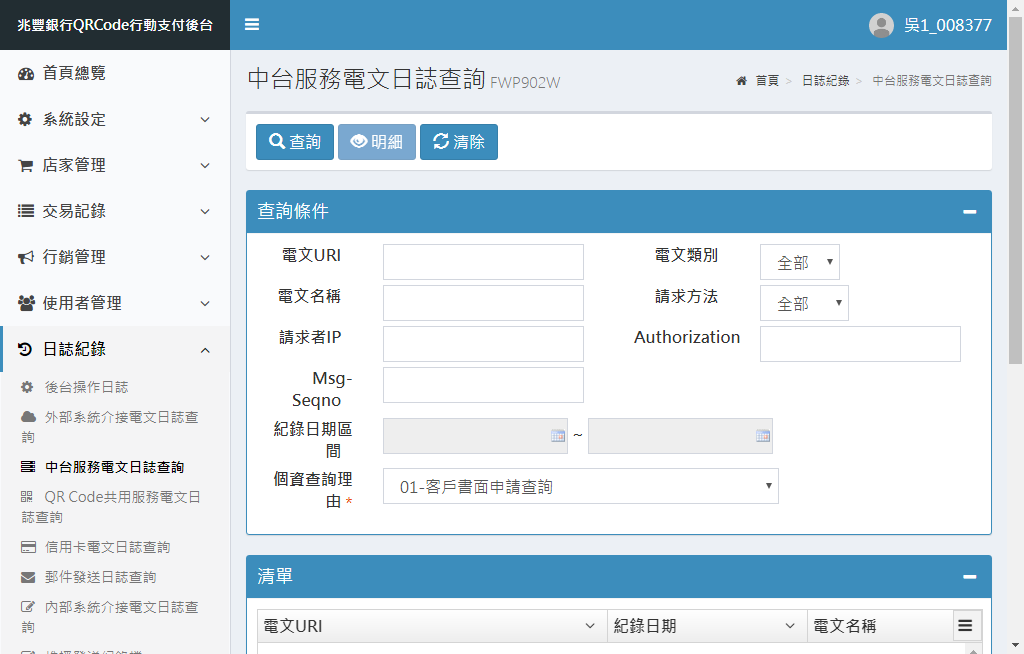 兆豐銀行QRCode行動支付後台
吳1_008377
首頁總覽
系統設定
店家管理
交易記錄
行銷管理
使用者管理
日誌紀錄
後台操作日誌
外部系統介接電文日誌查
詢
中台服務電文日誌查詢
QR Code共用服務電文日
誌查詢
信用卡電文日誌查詢
郵件發送日誌查詢
內部系統介接電文日誌查
詢
中台服務電文日誌查詢 FWP902W
首頁 > 日誌紀錄 > 中台服務電文日誌查詢
查詢 明細 清除
查詢條件
電文URI 電文類別 全部
電文名稱 請求方法 全部
請求者IP Authorization
Msg-
Seqno
紀錄日期區
間 ~
個資查詢理
由 * 01-客戶書面申請查詢
清單
電文URI 紀錄日期 電文名稱